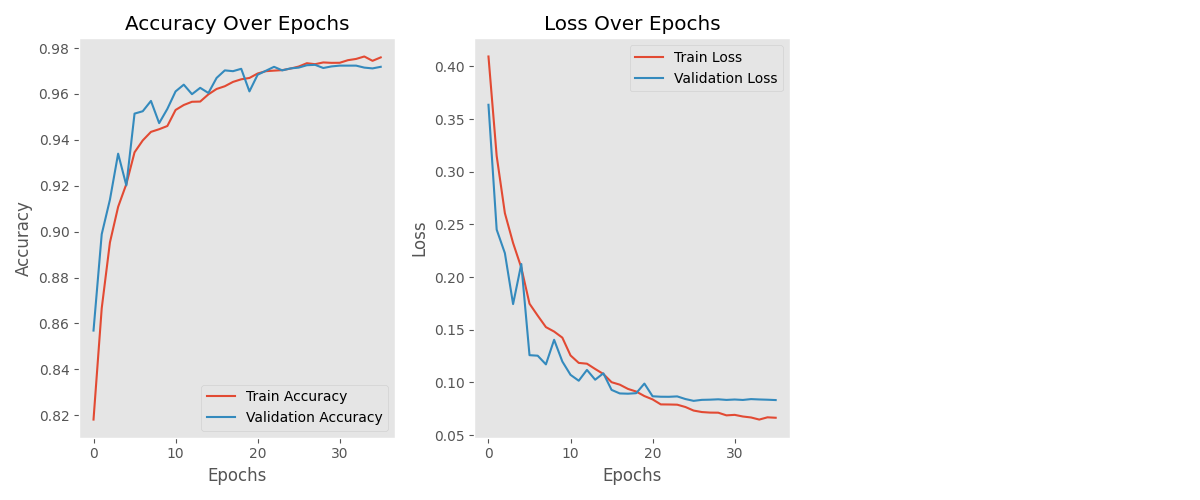 Accuracy Over Epochs
Accuracy
0.98
0.96
0.94
0.92
0.90
0.88
0.86
0.84
0.82
Train Accuracy
Validation Accuracy
0 10 20 30
Epochs
Loss Over Epochs
Loss
0.40
0.35
0.30
0.25
0.20
0.15
0.10
0.05
Train Loss
Validation Loss
0 10 20 30
Epochs